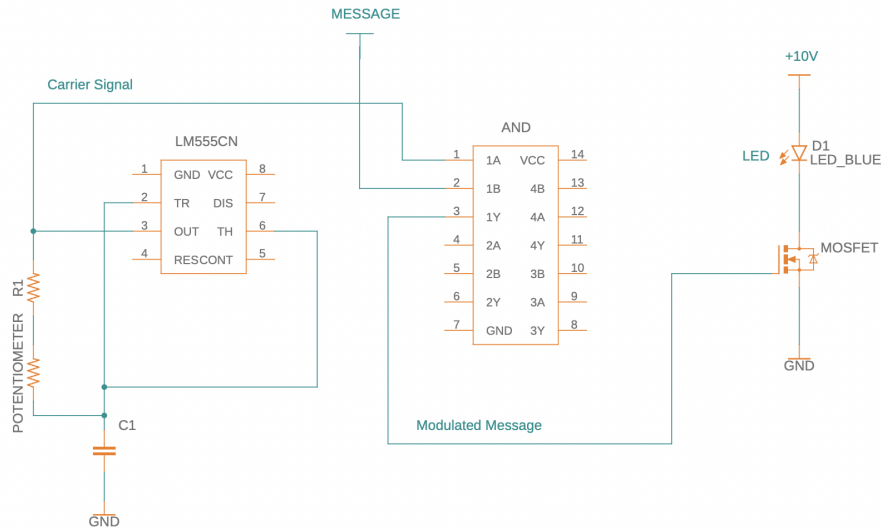 MESSAGE
Carrier Signal
+10V
LM555CN
AND
1 GND VCC 8
2 TR DIS 7
3 OUT TH 6
4 RESCONT 5
1 1A VCC 14
2 1B 4B 13
3 1Y 4A 12
4 2A 4Y 11
5 2B 3B 10
6 2Y 3A 9
7 GND 3Y 8
LED
D1
LED_BLUE
MOSFET
GND
R1
POTENTIOMETER
C1
GND
Modulated Message